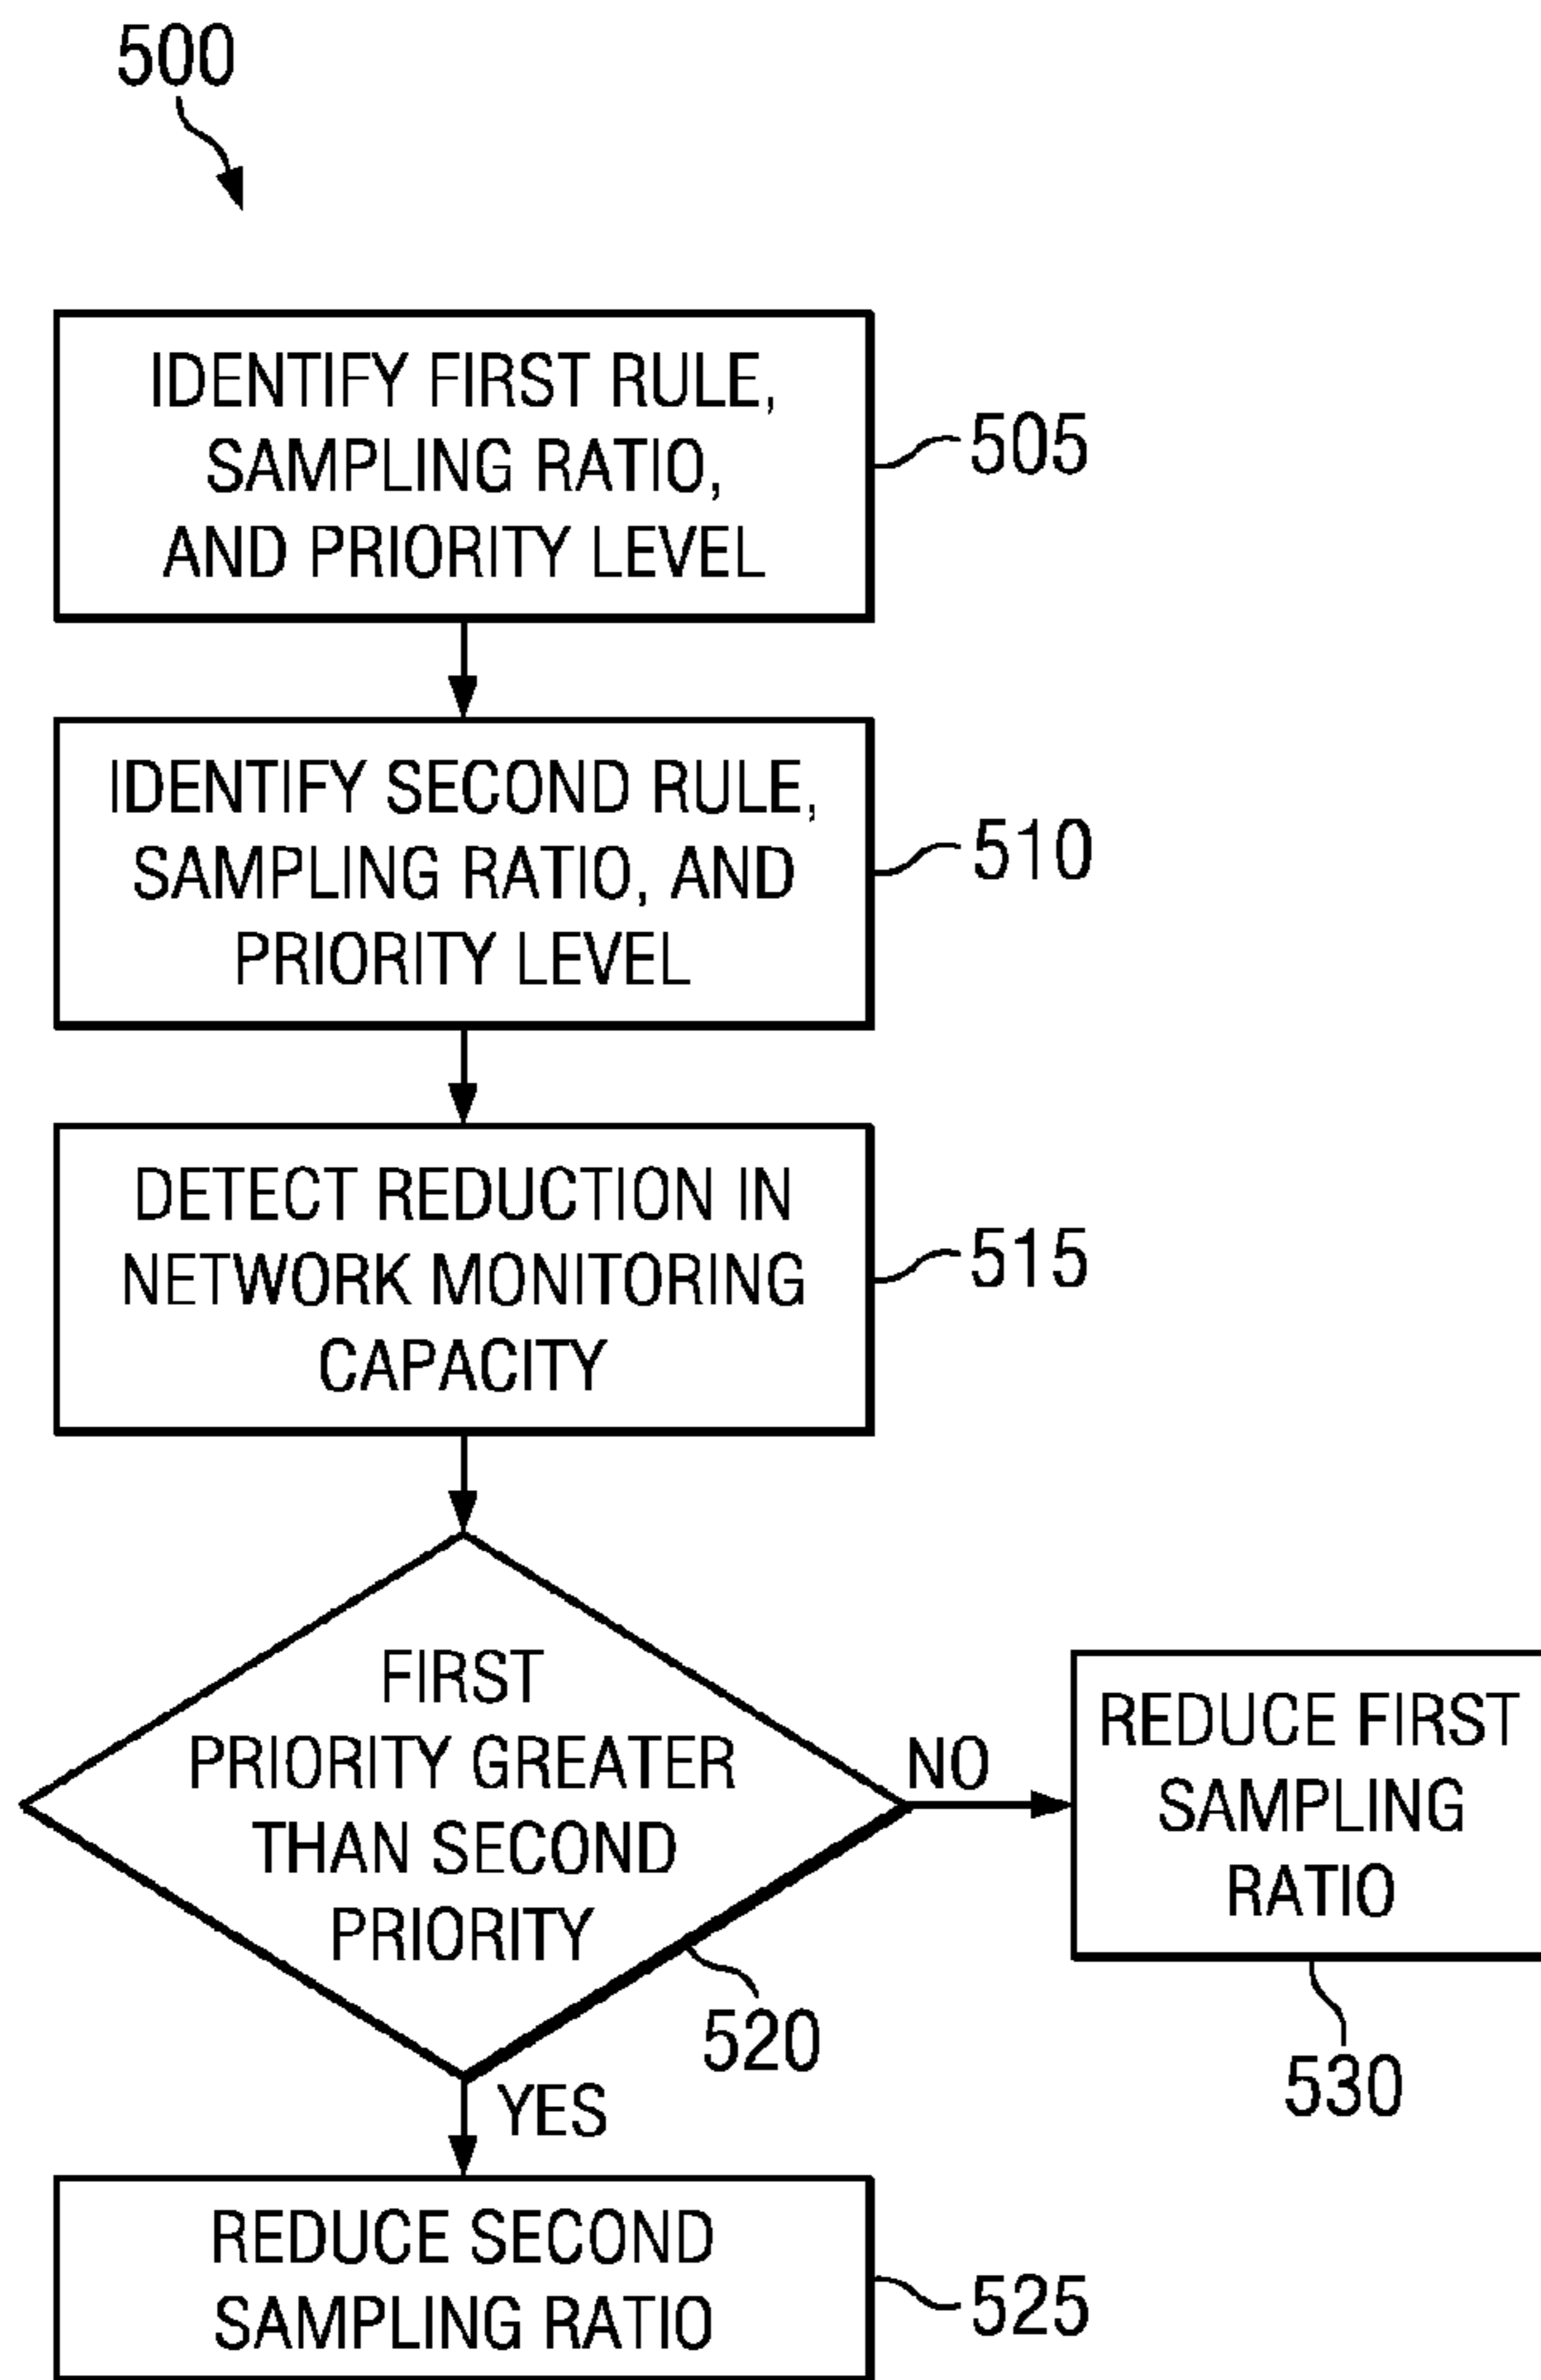 500
IDENTIFY FIRST RULE,
SAMPLING RATIO,
AND PRIORITY LEVEL
505
IDENTIFY SECOND RULE,
SAMPLING RATIO, AND
PRIORITY LEVEL
510
DETECT REDUCTION IN
NETWORK MONITORING
CAPACITY
515
FIRST
PRIORITY GREATER
THAN SECOND
PRIORITY
520
NO
REDUCE FIRST
SAMPLING
RATIO
530
YES
REDUCE SECOND
SAMPLING RATIO
525